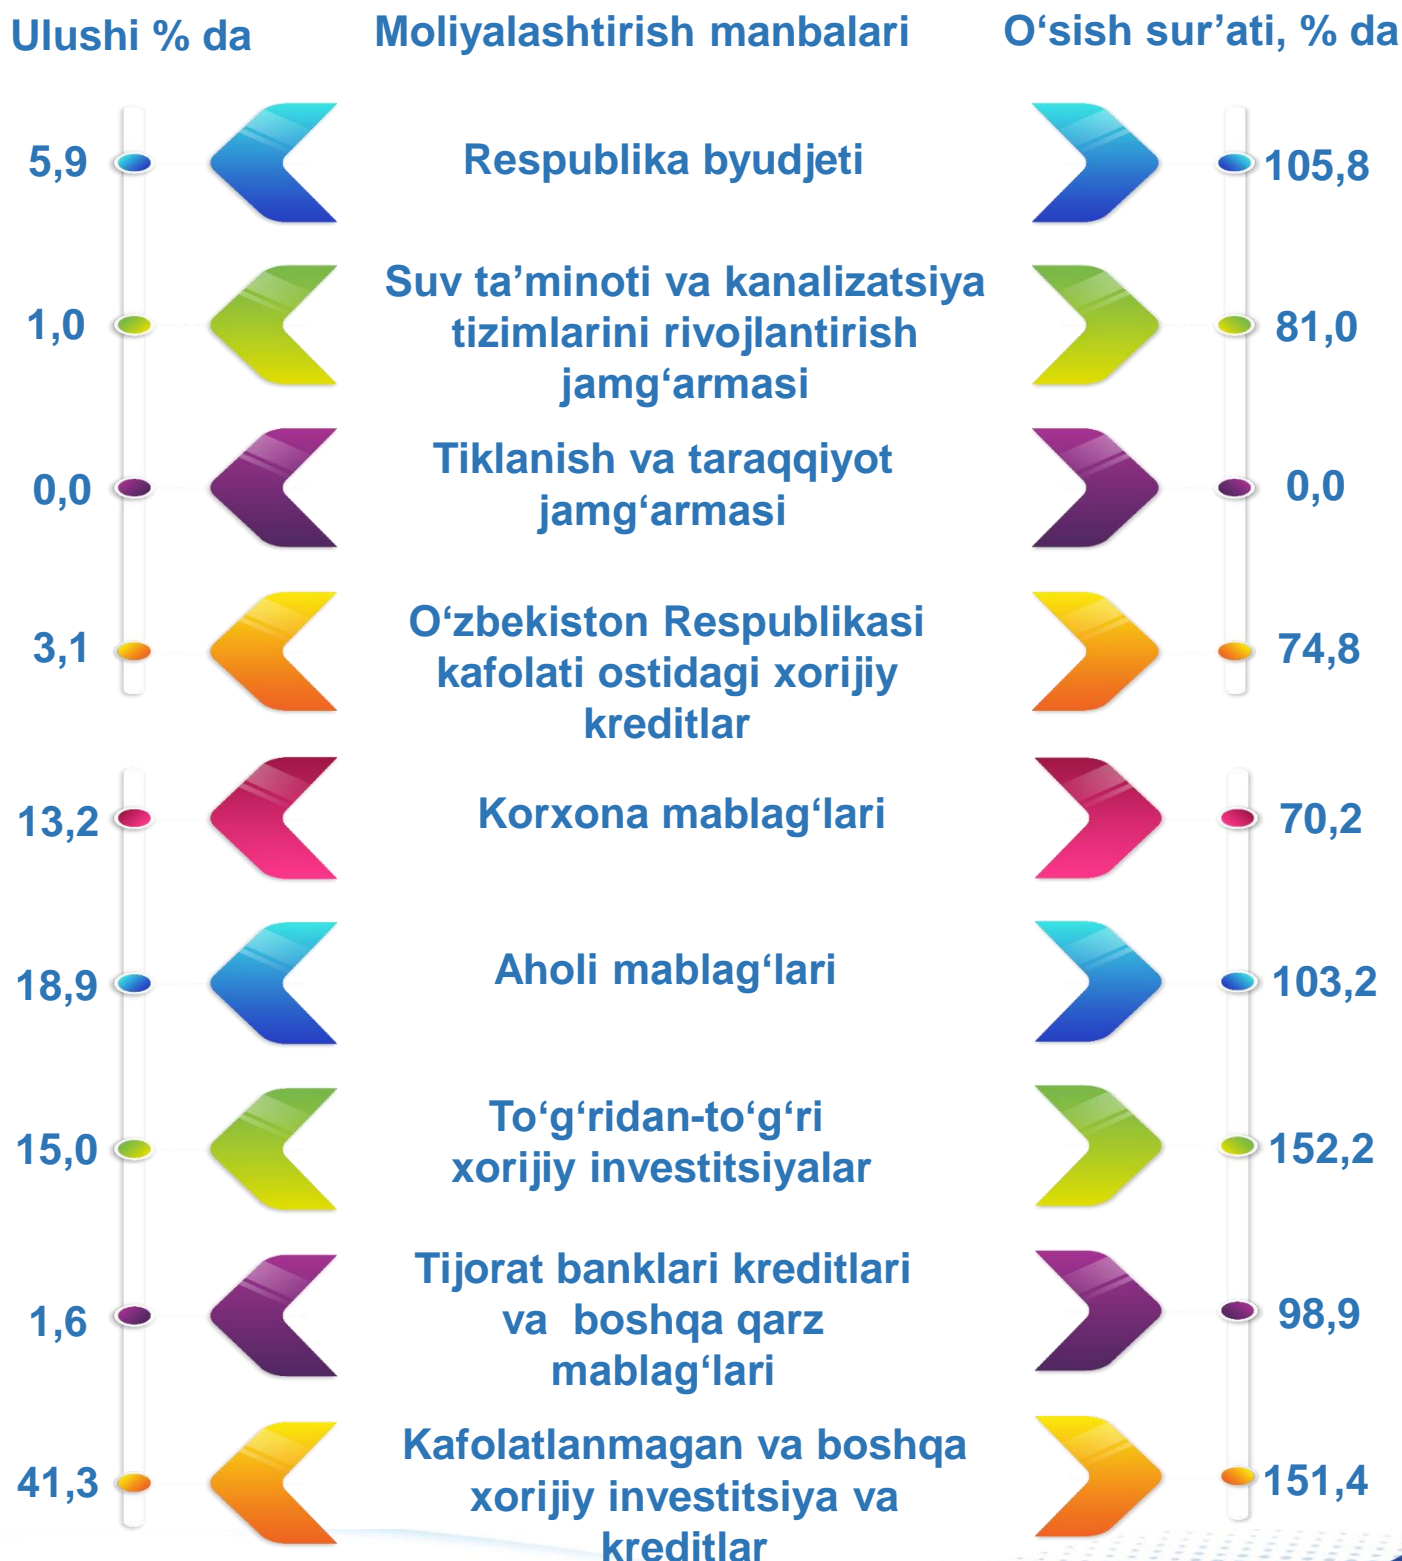 Ulushi % da
Moliyalashtirish manbalari
O‘sish sur’ati, % da
5,9
Respublika byudjeti
105,8
1,0
Suv ta’minoti va kanalizatsiya
tizimlarini rivojlantirish
jamg‘armasi
81,0
0,0
Tiklanish va taraqqiyot
jamg‘armasi
0,0
3,1
O‘zbekiston Respublikasi
kafolati ostidagi xorijiy
kreditlar
74,8
13,2
Korxona mablag‘lari
70,2
18,9
Aholi mablag‘lari
103,2
15,0
To‘g‘ridan-to‘g‘ri
xorijiy investitsiyalar
152,2
1,6
Tijorat banklari kreditlari
va boshqa qarz
mablag‘lari
98,9
41,3
Kafolatlanmagan va boshqa
xorijiy investitsiya va
kreditlar
151,4